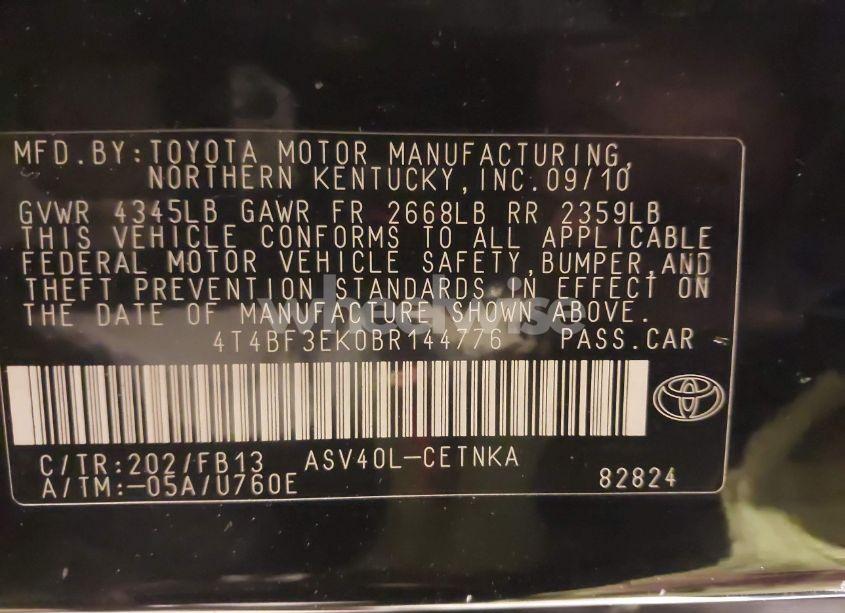 MFD.BY:TOYOTA MOTOR MANUFACTURING,
NORTHERN KENTUCKY,INC.09/10
GVWR 4345LB GAWR FR 2668LB RR 2359LB
THIS VEHICLE CONFORMS TO ALL APPLICABLE
FEDERAL MOTOR VEHICLE SAFETY,BUMPER,AND
THEFT PREVENTION STANDARDS IN EFFECT ON
THE DATE OF MANUFACTURE SHOWN ABOVE.
wheelwise
4T4BF3EK0BR144776 PASS.CAR
C/TR:202/FB13 ASV40L-CETNKA
A/TM:-05A/U760E 82824